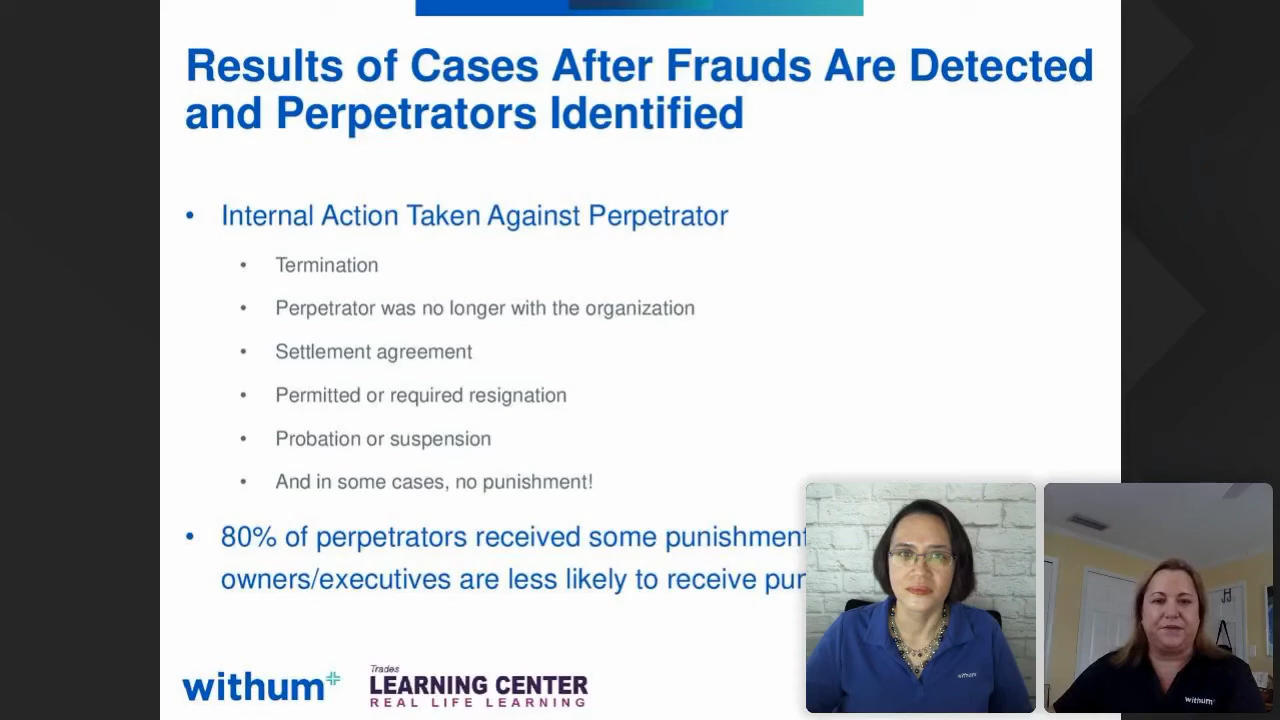 Results of Cases After Frauds Are Detected
and Perpetrators Identified
• Internal Action Taken Against Perpetrator
• Termination
• Perpetrator was no longer with the organization
• Settlement agreement
• Permitted or required resignation
• Probation or suspension
• And in some cases, no punishment!
• 80% of perpetrators received some punishment
owners/executives are less likely to receive
withum
Trades
LEARNING CENTER
REAL LIFE LEARNING
withum
withum